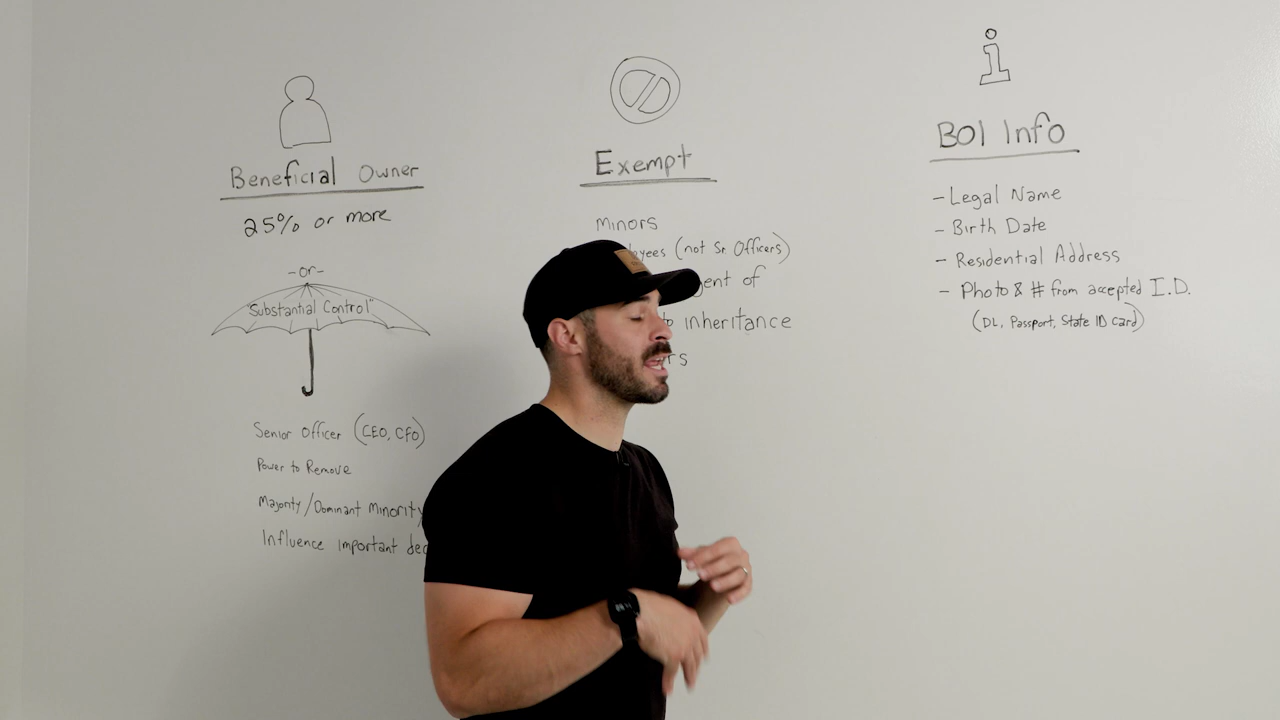 Beneficial Owner
25% or more
-or-
"Substantial Control"
Senior Officer (CEO, CFO)
Power to Remove
Majority/Dominant Minority
Influence important
Exempt
Minors
(not Sr. Officers)
of
to inheritance
BOI Info
- Legal Name
- Birth Date
- Residential Address
- Photo & # from accepted I.D.
(DL, Passport, State ID card)